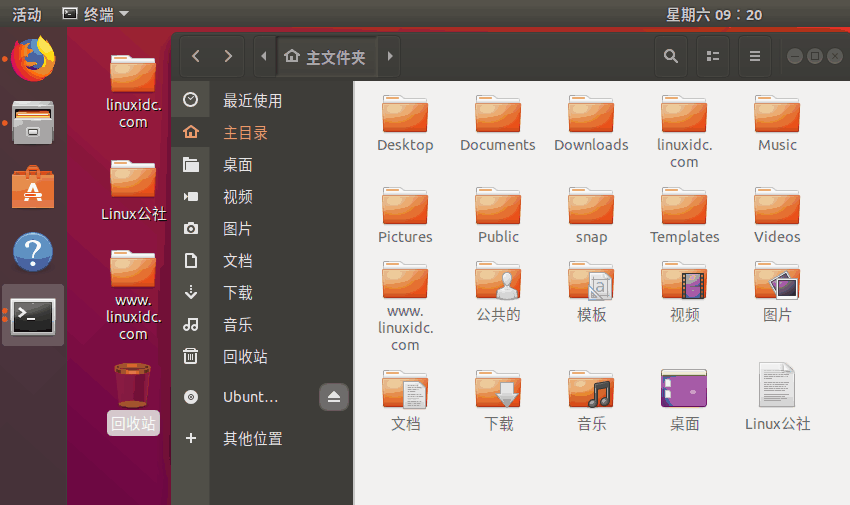 活动
终端
星期六 09：20
主文件夹
linuxidc.
com
Linux公社
www.
linuxidc.
com
回收站
最近使用
主目录
桌面
视频
图片
文档
下载
音乐
回收站
Ubunt…
其他位置
Desktop
Documents
Downloads
linuxidc.
com
Music
Pictures
Public
snap
Templates
Videos
www.
linuxidc.
com
公共的
模板
视频
图片
文档
下载
音乐
桌面
Linux公社